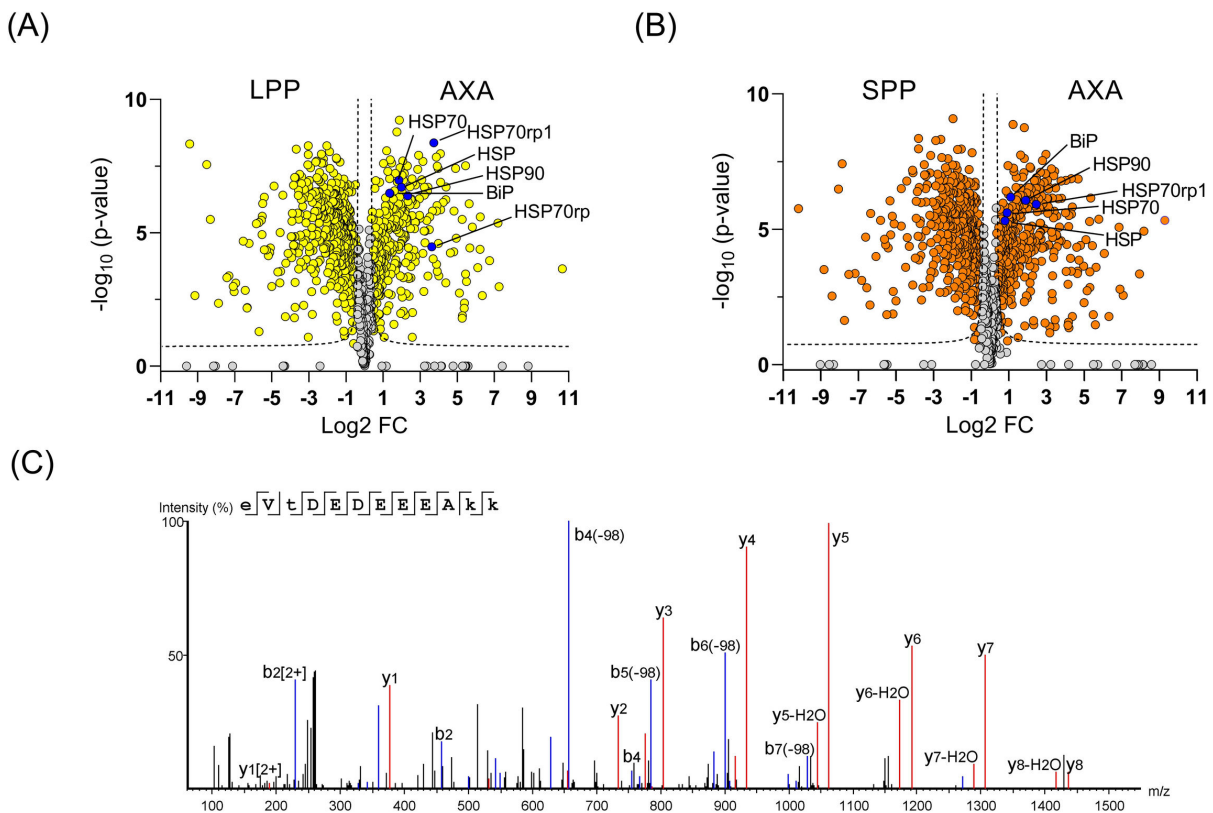 (A)
LPP
AXA
HSP70
HSP70rp1
HSP
HSP90
BiP
HSP70rp
-log10 (p-value)
10
5
0
-11 -9 -7 -5 -3 -1 1 3 5 7 9 11
Log2 FC
(B)
SPP
AXA
BiP
HSP90
HSP70rp1
HSP70
HSP
-log10 (p-value)
10
5
0
-11 -9 -7 -5 -3 -1 1 3 5 7 9 11
Log2 FC
(C)
Intensity (%)
e V t D E D E E E A k k
100
50
b2[2+]
y1[2+]
y1
b2
b4(-98)
y2
b4
b5(-98)
y3
b6(-98)
y4
b7(-98)
y5-H2O
y5
y6-H2O
y6
y7-H2O
y7
y8-H2O
y8
100 200 300 400 500 600 700 800 900 1000 1100 1200 1300 1400 1500 m/z